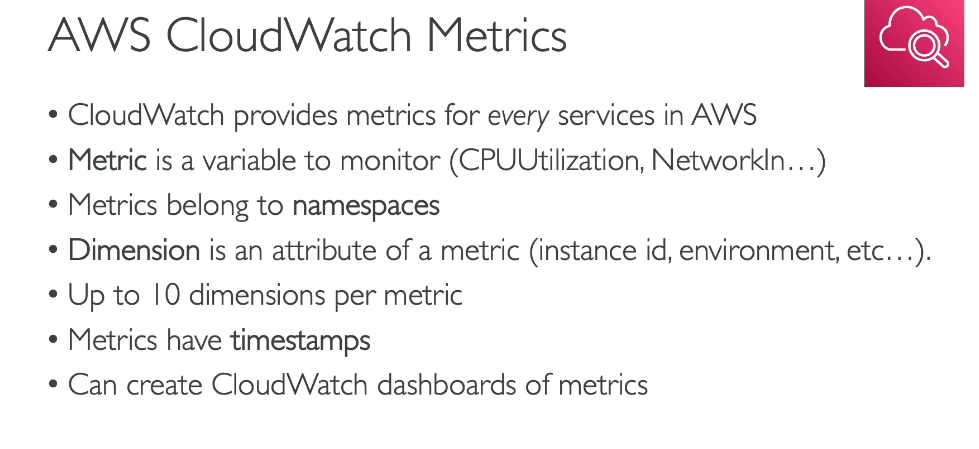 AWS CloudWatch Metrics
• CloudWatch provides metrics for every services in AWS
• Metric is a variable to monitor (CPUUtilization, NetworkIn…)
• Metrics belong to namespaces
• Dimension is an attribute of a metric (instance id, environment, etc…).
• Up to 10 dimensions per metric
• Metrics have timestamps
• Can create CloudWatch dashboards of metrics